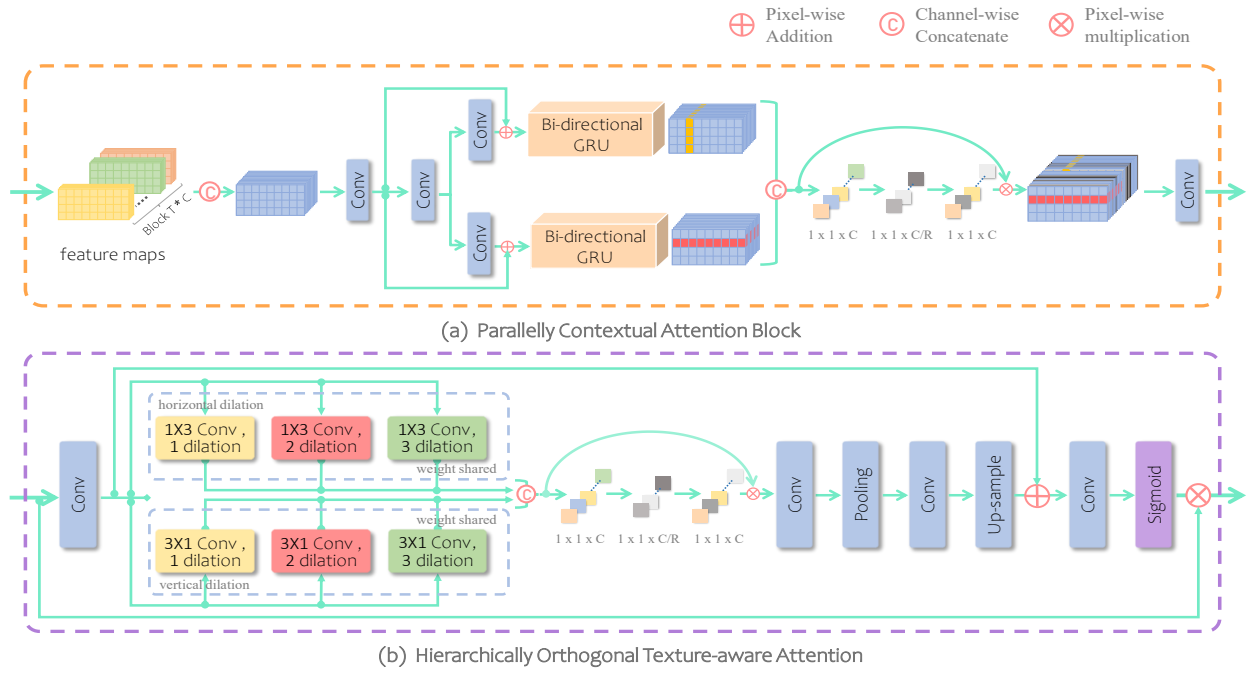 Pixel-wise
Addition
C
Channel-wise
Concatenate
Pixel-wise
multiplication
feature maps
Block T * C
C
Conv
Conv
Conv
Conv
Bi-directional
GRU
Bi-directional
GRU
C
1 x 1 x C
1 x 1 x C/R
1 x 1 x C
Conv
(a) Parallelly Contextual Attention Block
Conv
horizontal dilation
1X3 Conv ,
1 dilation
1X3 Conv ,
2 dilation
1X3 Conv ,
3 dilation
weight shared
weight shared
3X1 Conv ,
1 dilation
3X1 Conv ,
2 dilation
3X1 Conv ,
3 dilation
vertical dilation
C
1 x 1 x C
1 x 1 x C/R
1 x 1 x C
Conv
Pooling
Conv
Up-sample
Conv
Sigmoid
(b) Hierarchically Orthogonal Texture-aware Attention